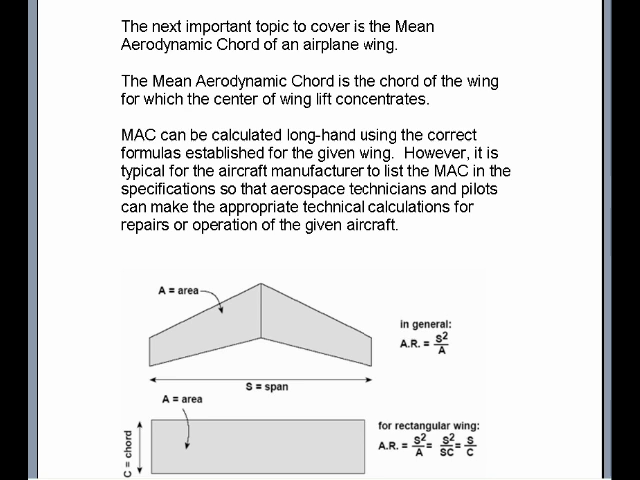 The next important topic to cover is the Mean
Aerodynamic Chord of an airplane wing.
The Mean Aerodynamic Chord is the chord of the wing
for which the center of wing lift concentrates.
MAC can be calculated long-hand using the correct
formulas established for the given wing.  However, it is
typical for the aircraft manufacturer to list the MAC in the
specifications so that aerospace technicians and pilots
can make the appropriate technical calculations for
repairs or operation of the given aircraft.
A = area
in general:
A.R. = S²/A
S = span
A = area
C = chord
for rectangular wing:
A.R. = S²/A = S²/SC = S/C